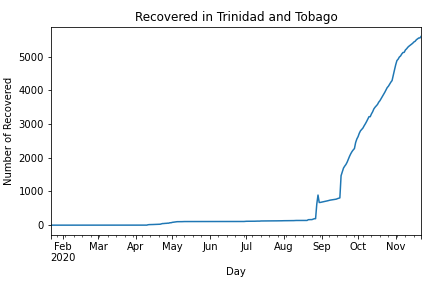 Recovered in Trinidad and Tobago
Number of Recovered
5000
4000
3000
2000
1000
0
Feb Mar Apr May Jun Jul Aug Sep Oct Nov
2020
Day